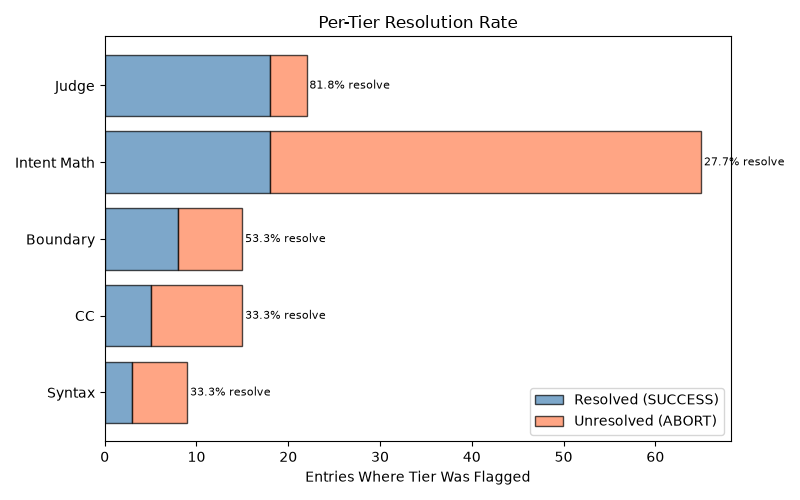 Per-Tier Resolution Rate
Judge
81.8% resolve
Intent Math
27.7% resolve
Boundary
53.3% resolve
CC
33.3% resolve
Syntax
33.3% resolve
Resolved (SUCCESS)
Unresolved (ABORT)
0 10 20 30 40 50 60
Entries Where Tier Was Flagged